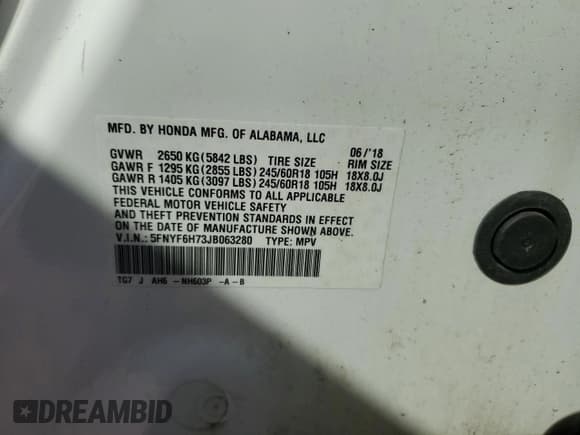 MFD. BY HONDA MFG. OF ALABAMA, LLC
06/'18
GVWR 2650 KG(5842 LBS) TIRE SIZE RIM SIZE
GAWR F 1295 KG(2855 LBS)245/60R18 105H 18X8.0J
GAWR R 1405 KG(3097 LBS)245/60R18 105H 18X8.0J
THIS VEHICLE CONFORMS TO ALL APPLICABLE
FEDERAL MOTOR VEHICLE SAFETY
AND THEFT PREVENTION STANDARDS IN EFFECT
ON THE DATE OF MANUFACTURE SHOWN ABOVE.
V.I.N.: 5FNYF6H73JB063280 TYPE: MPV
TG7 J AH6 -NH603P -A-B
DREAMBID